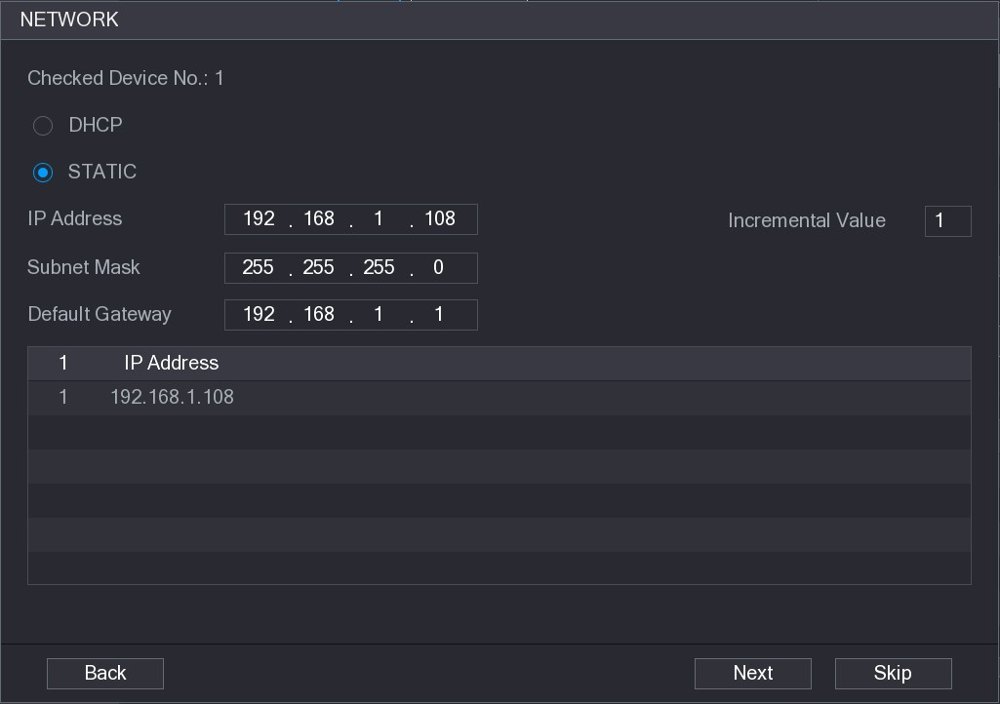 NETWORK
Checked Device No.: 1
DHCP
STATIC
IP Address 192 . 168 . 1 . 108 Incremental Value 1
Subnet Mask 255 . 255 . 255 . 0
Default Gateway 192 . 168 . 1 . 1
1 IP Address
1 192.168.1.108
Back Next Skip